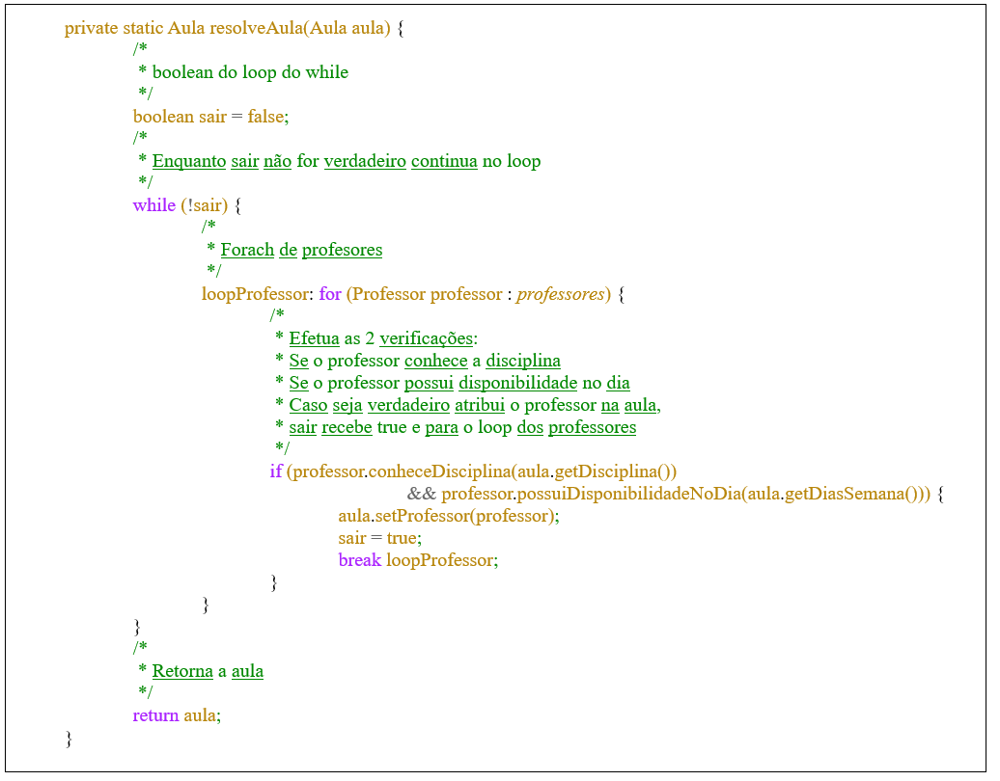 private static Aula resolveAula(Aula aula) {
/*
* boolean do loop do while
*/
boolean sair = false;
/*
* Enquanto sair não for verdadeiro continua no loop
*/
while (!sair) {
/*
* Forach de profesores
*/
loopProfessor: for (Professor professor : professores) {
/*
* Efetua as 2 verificações:
* Se o professor conhece a disciplina
* Se o professor possui disponibilidade no dia
* Caso seja verdadeiro atribui o professor na aula,
* sair recebe true e para o loop dos professores
*/
if (professor.conheceDisciplina(aula.getDisciplina())
&& professor.possuiDisponibilidadeNoDia(aula.getDiasSemana())) {
aula.setProfessor(professor);
sair = true;
break loopProfessor;
}
}
}
/*
* Retorna a aula
*/
return aula;
}